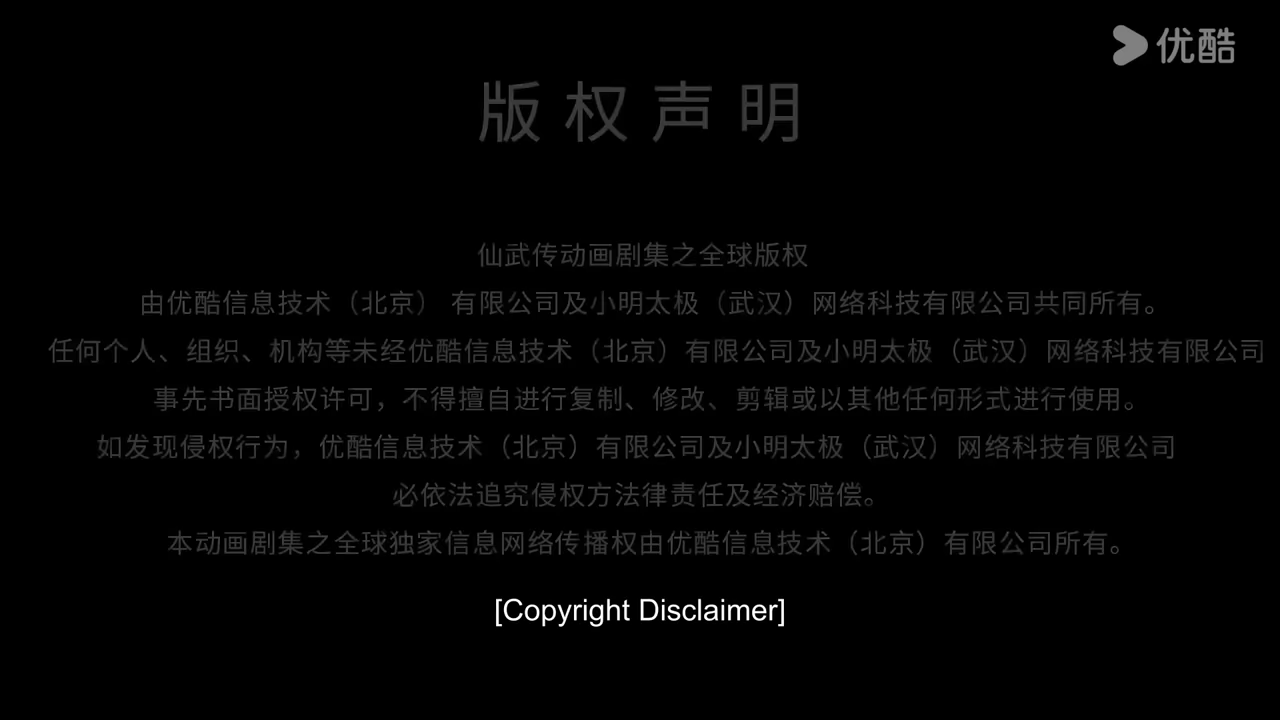 优酷
版权声明
仙武传动画剧集之全球版权
由优酷信息技术（北京） 有限公司及小明太极（武汉）网络科技有限公司共同所有。
任何个人、组织、机构等未经优酷信息技术（北京）有限公司及小明太极（武汉）网络科技有限公司
事先书面授权许可，不得擅自进行复制、修改、剪辑或以其他任何形式进行使用。
如发现侵权行为，优酷信息技术（北京）有限公司及小明太极（武汉）网络科技有限公司
必依法追究侵权方法律责任及经济赔偿。
本动画剧集之全球独家信息网络传播权由优酷信息技术（北京）有限公司所有。
[Copyright Disclaimer]